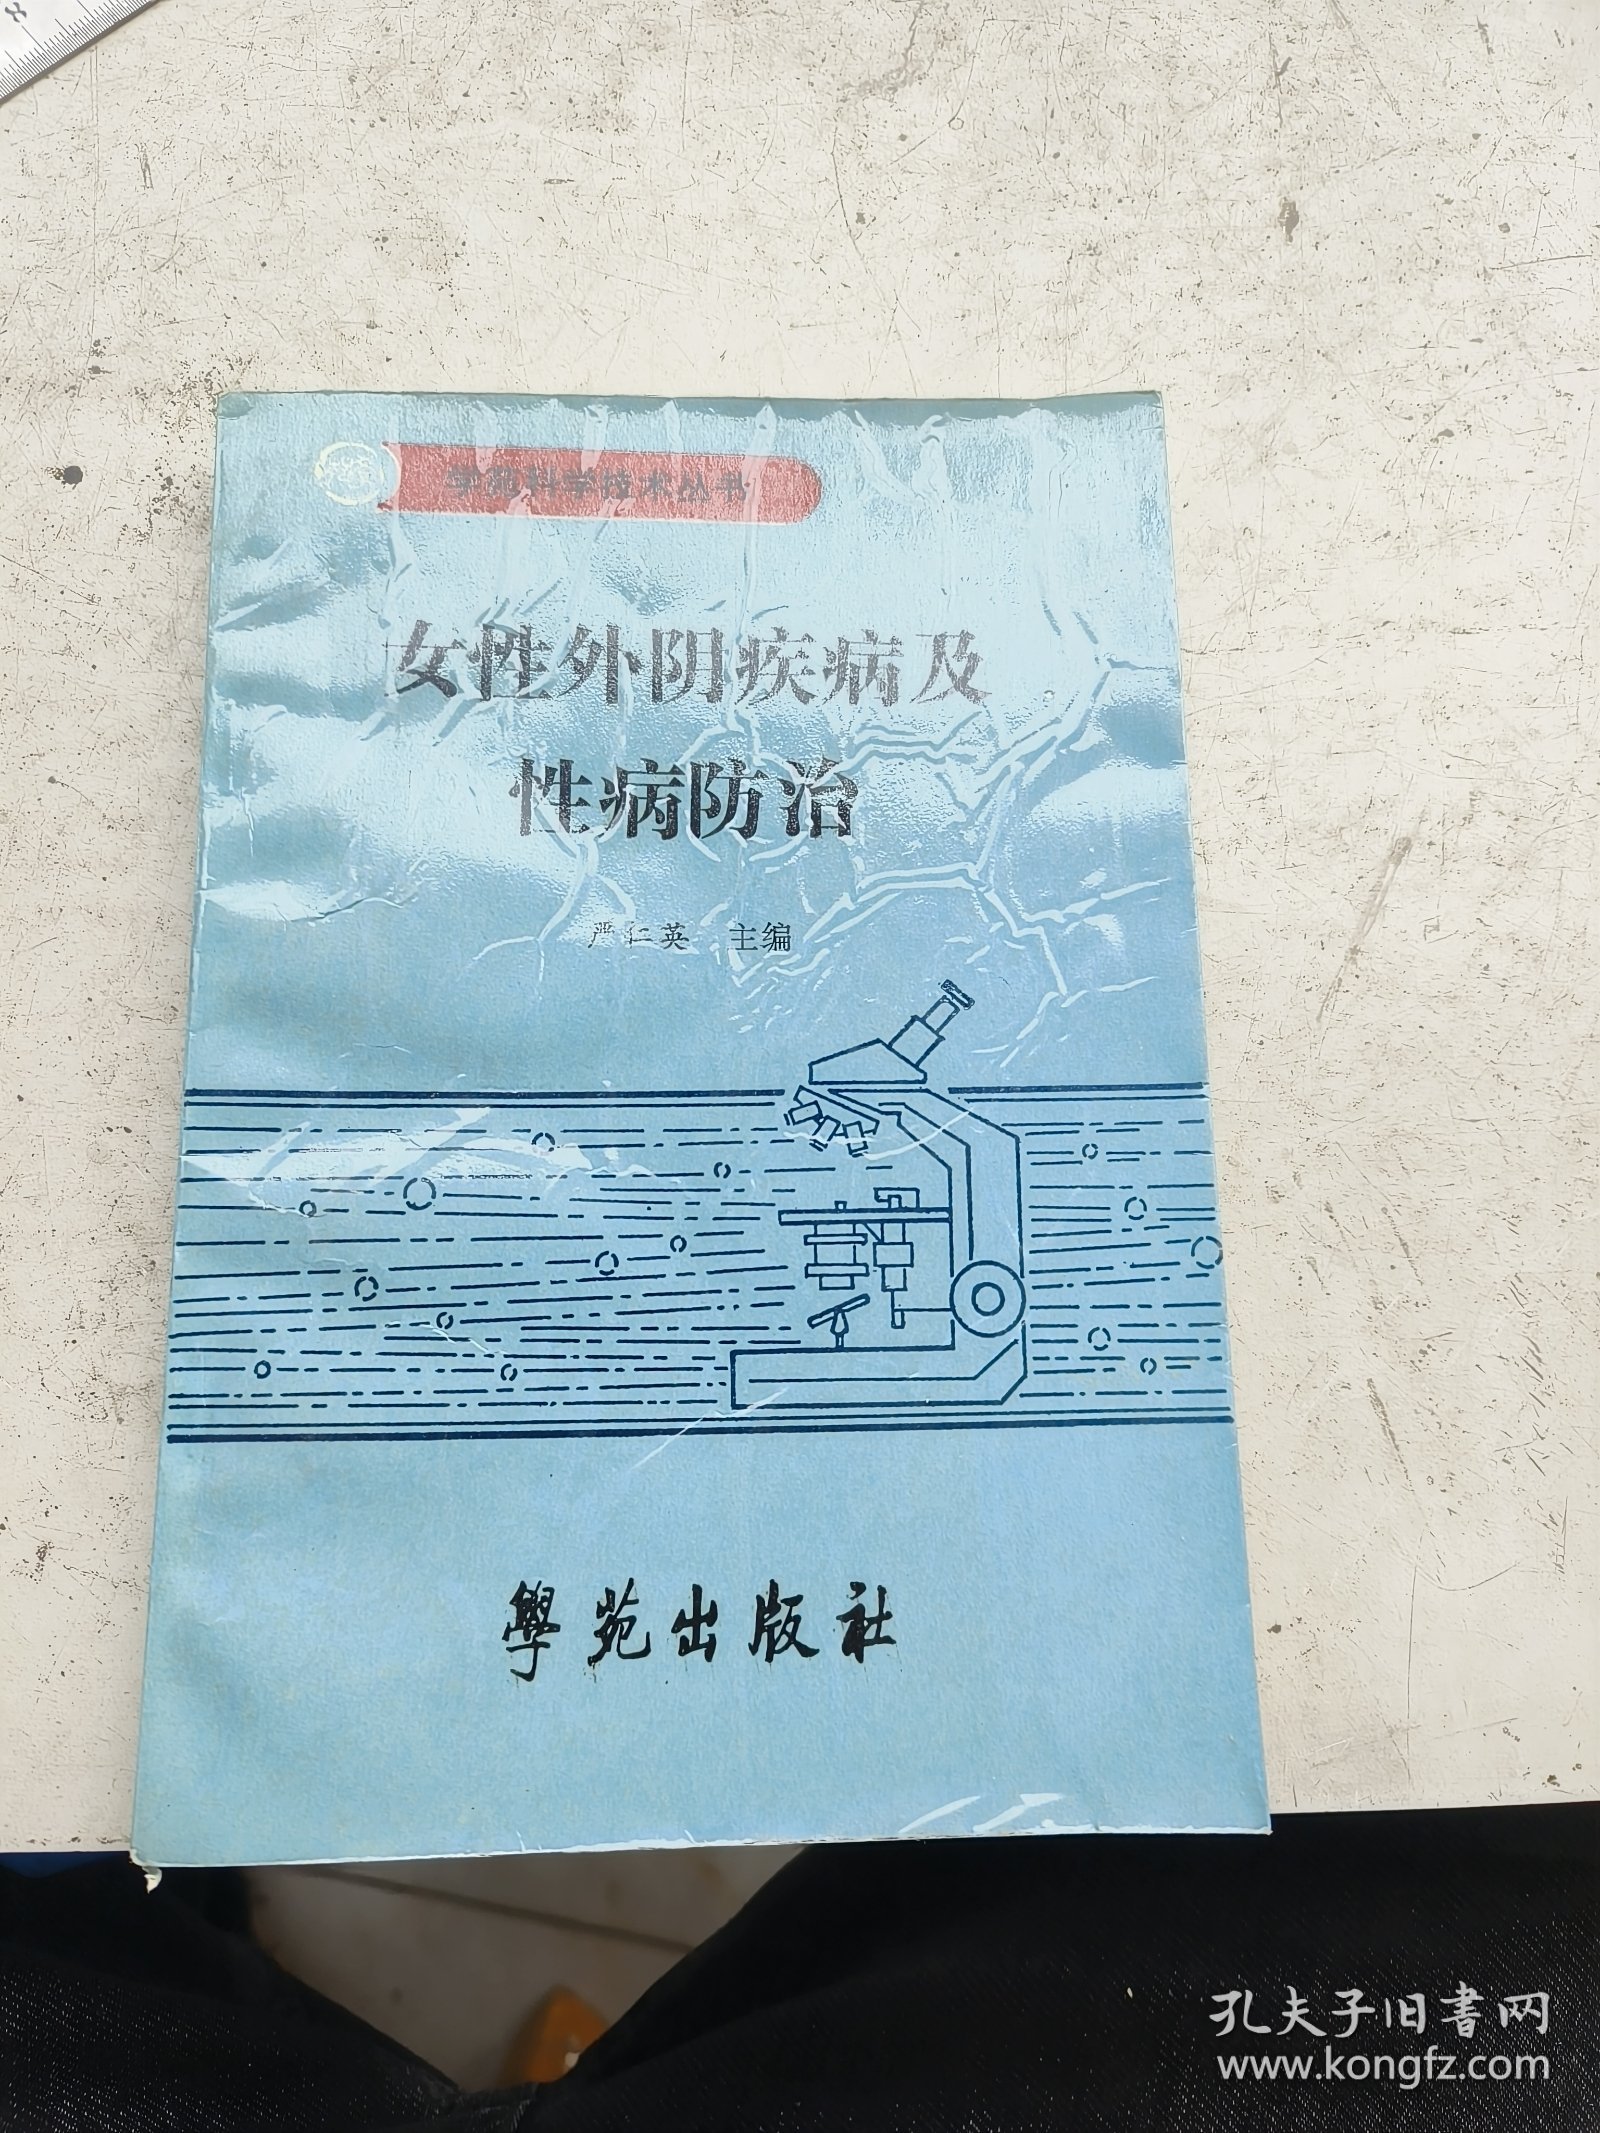 学苑科学技术丛书
女性外阴疾病及
性病防治
严仁英 主编
學苑出版社
孔夫子旧書网
www.kongfz.com